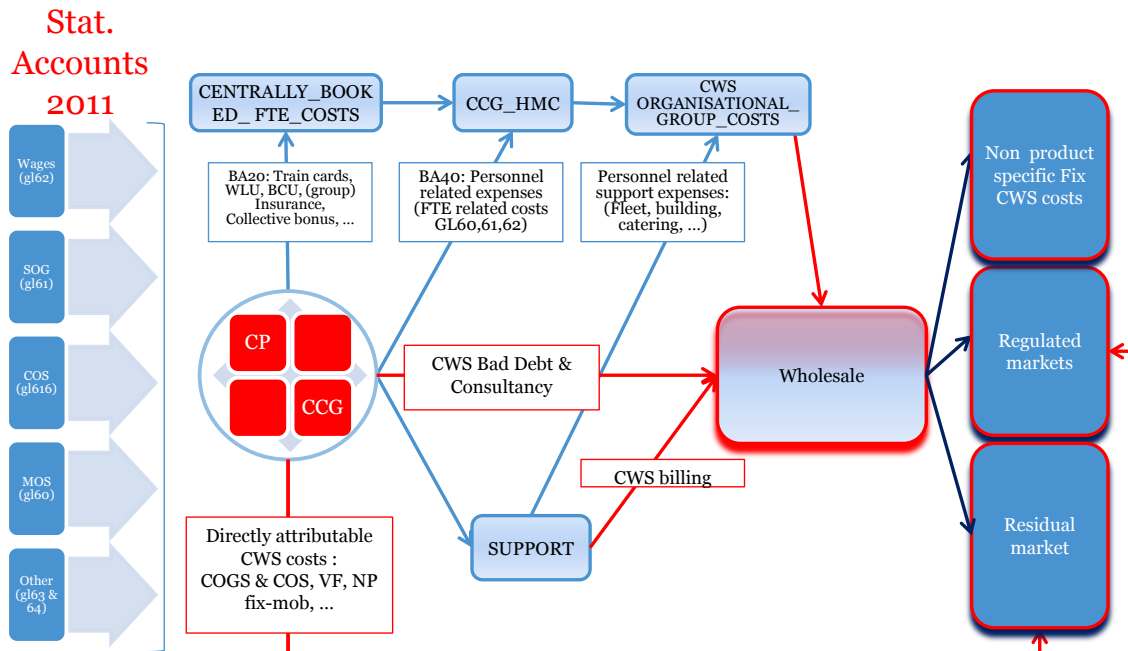 Stat.
Accounts
2011
Wages
(gl62)
SOG
(gl61)
COS
(gl616)
MOS
(gl60)
Other
(gl63 &
64)
CENTRALLY_BOOK
ED_ FTE_COSTS
CCG_HMC
CWS
ORGANISATIONAL_
GROUP_COSTS
BA20: Train cards,
WLU, BCU, (group)
Insurance,
Collective bonus, …
BA40: Personnel
related expenses
(FTE related costs
GL60,61,62)
Personnel related
support expenses:
(Fleet, building,
catering, …)
CP
CCG
CWS Bad Debt &
Consultancy
CWS billing
SUPPORT
Directly attributable
CWS costs :
COGS & COS, VF, NP
fix-mob, …
Wholesale
Non product
specific Fix
CWS costs
Regulated
markets
Residual
market